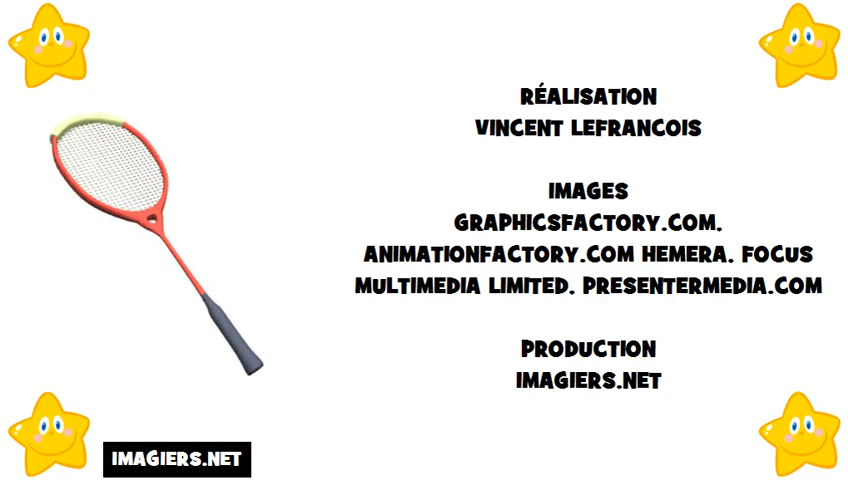 RÉALISATION
VINCENT LEFRANCOIS
IMAGES
GRAPHICSFACTORY.COM,
ANIMATIONFACTORY.COM HEMERA, FOCUS
MULTIMEDIA LIMITED, PRESENTERMEDIA.COM
PRODUCTION
IMAGIERS.NET
IMAGIERS.NET